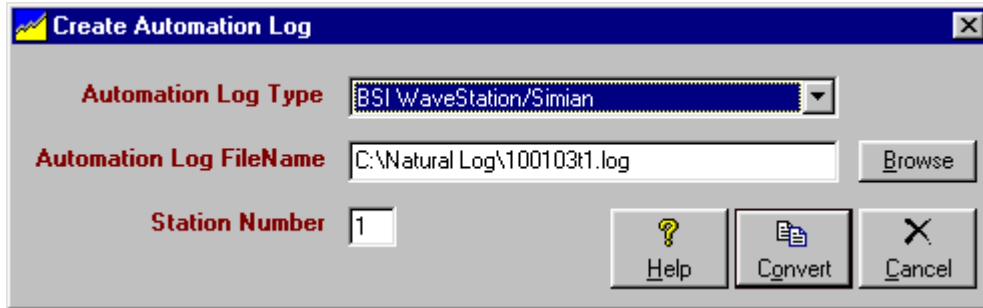 Create Automation Log
Automation Log Type BSI WaveStation/Simian
Automation Log FileName C:\Natural Log\100103t1.log Browse
Station Number 1
Help Convert Cancel